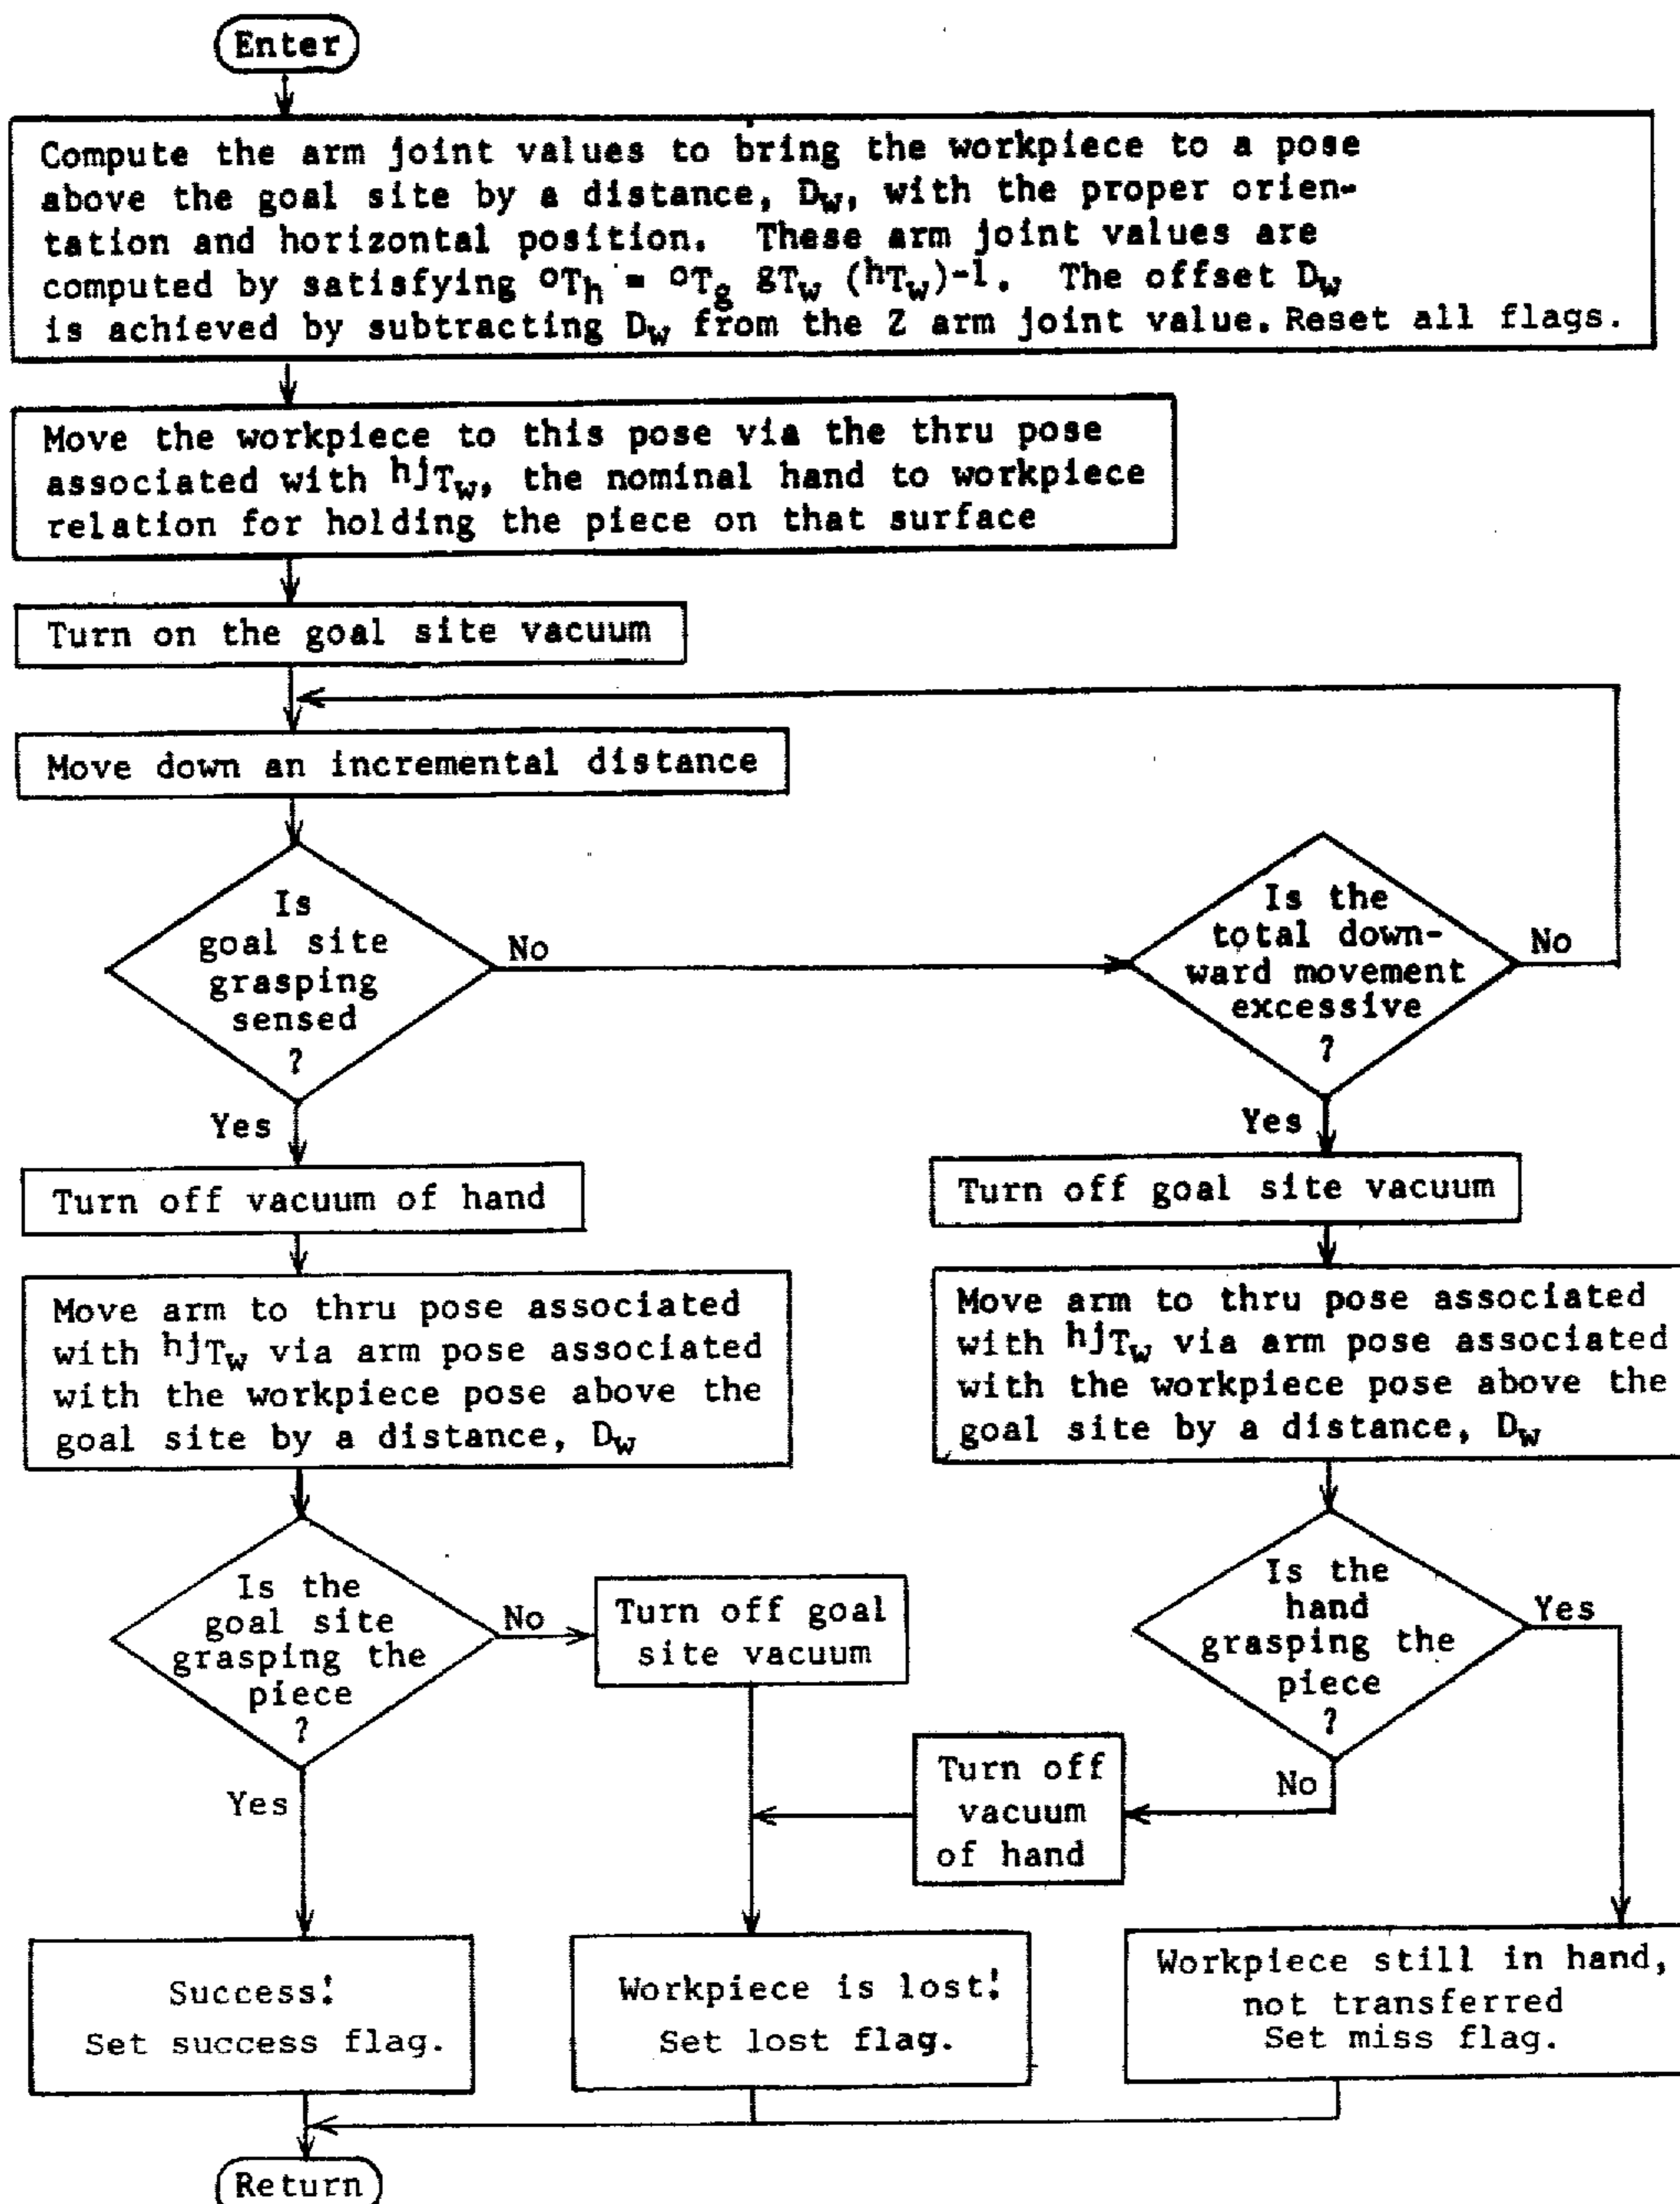 Enter
Compute the arm joint values to bring the workpiece to a pose
above the goal site by a distance, Dw, with the proper orien-
tation and horizontal position. These arm joint values are
computed by satisfying oTh = oTg gTw (hTw)-1. The offset Dw
is achieved by subtracting Dw from the Z arm joint value. Reset all flags.
Move the workpiece to this pose via the thru pose
associated with hjTw, the nominal hand to workpiece
relation for holding the piece on that surface
Turn on the goal site vacuum
Move down an incremental distance
Is
goal site
grasping
sensed
?
No
Yes
Is the
total down-
ward movement
excessive
?
No
Yes
Turn off vacuum of hand
Move arm to thru pose associated
with hjTw via arm pose associated
with the workpiece pose above the
goal site by a distance, Dw
Turn off goal site vacuum
Move arm to thru pose associated
with hjTw via arm pose associated
with the workpiece pose above the
goal site by a distance, Dw
Is the
goal site
grasping the
piece
?
No
Yes
Turn off goal
site vacuum
Is the
hand
grasping the
piece
?
Yes
No
Turn off
vacuum
of hand
Success!
Set success flag.
Workpiece is lost!
Set lost flag.
Workpiece still in hand,
not transferred
Set miss flag.
Return